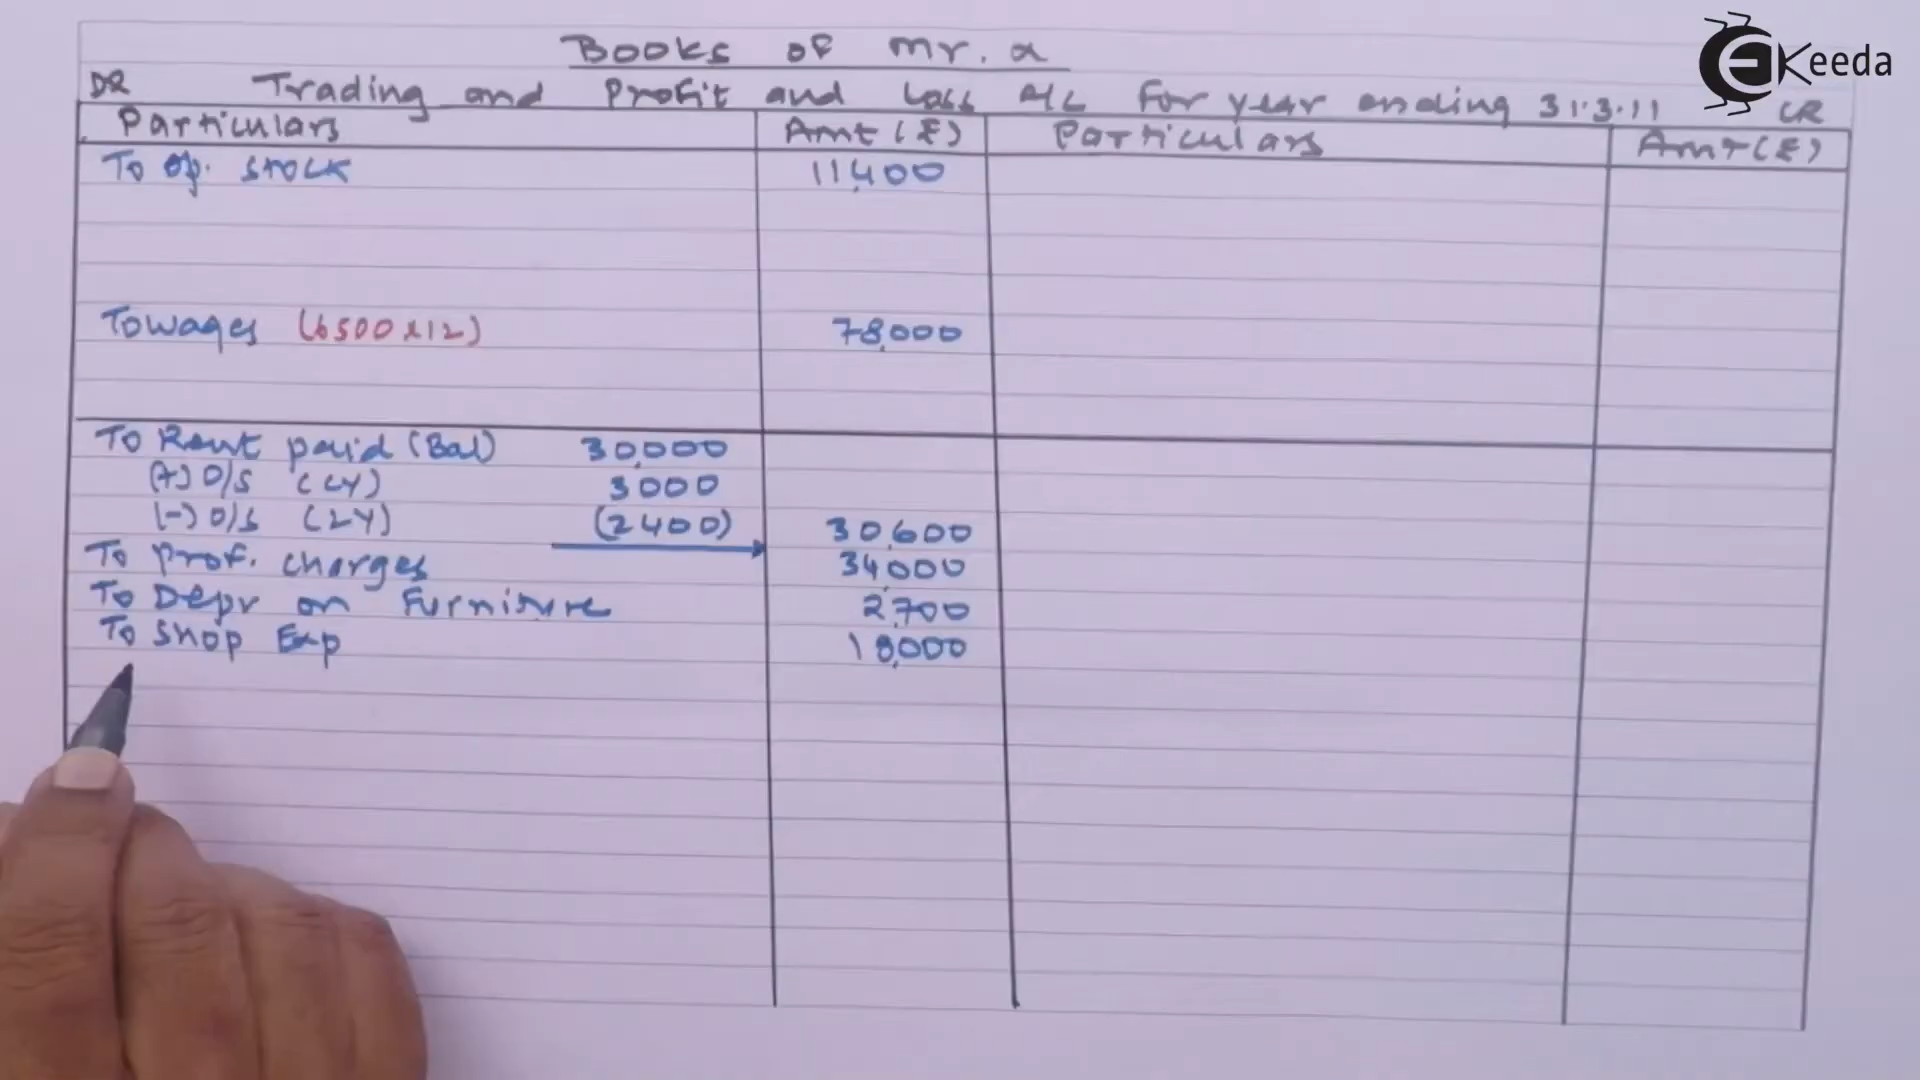 Books of Mr. X
DR Trading and Profit and Loss A/c for year ending 31.3.11 CR
Particulars Amt (₹) Particulars Amt (₹)
To Op. Stock 11,400
To wages (6500 x 12) 78,000
To Rent paid (Bal) 30,000
(+) O/S (CY) 3000
(-) O/S (LY) (2400) 30,600
To Prof. charges 34,000
To Depr on Furniture 2,700
To Shop Exp 18,000
EKeeda